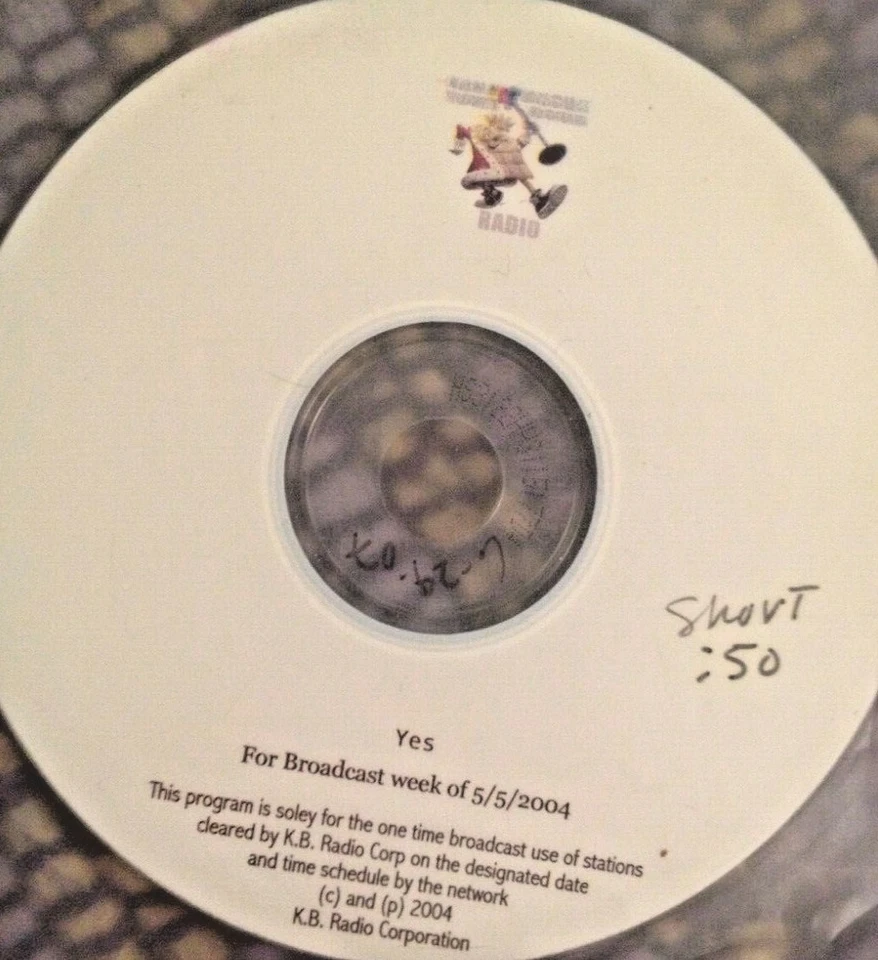 RADIO
6-29.07
Short
:50
Yes
For Broadcast week of 5/5/2004
This program is soley for the one time broadcast use of stations
cleared by K.B. Radio Corp on the designated date
and time schedule by the network
(c) and (p) 2004
K.B. Radio Corporation